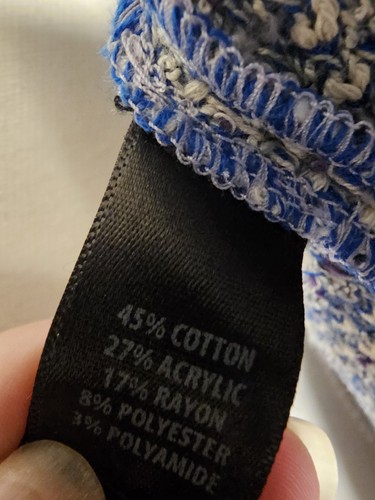 45% COTTON
27% ACRYLIC
17% RAYON
8% POLYESTER
3% POLYAMIDE